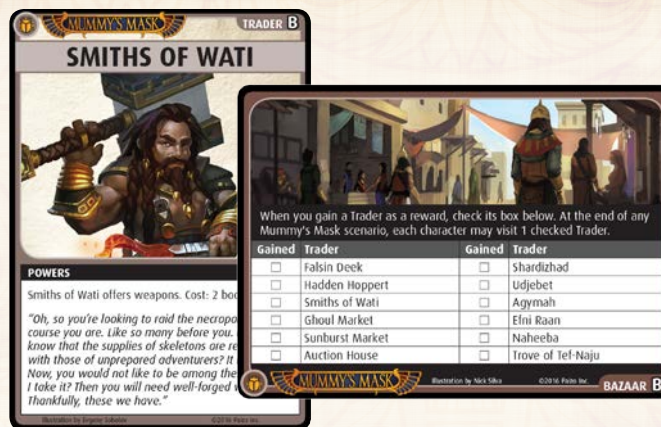 MUMMY'S MASK
TRADER B
SMITHS OF WATI
POWERS
Smiths of Wati offers weapons. Cost: 2
"Oh, so you're looking to raid the
course you are. Like so many before you.
know that the supplies of skeletons are
with those of unprepared adventurers? It
Now, you would not like to be among the
I take it? Then you will need well-forged
Thankfully, these we have."
Illustration by Evgeny
©2016 Paizo Inc.
When you gain a Trader as a reward, check its box below. At the end of any
Mummy's Mask scenario, each character may visit 1 checked Trader.
Gained Trader Gained Trader
Falsin Deek Shardizhad
Hadden Hoppert Udjebet
Smiths of Wati Agymah
Ghoul Market Efni Raan
Sunburst Market Naheeba
Auction House Trove of Tef-Naju
MUMMY'S MASK
Illustration by Nick Silva
©2016 Paizo Inc.
BAZAAR B